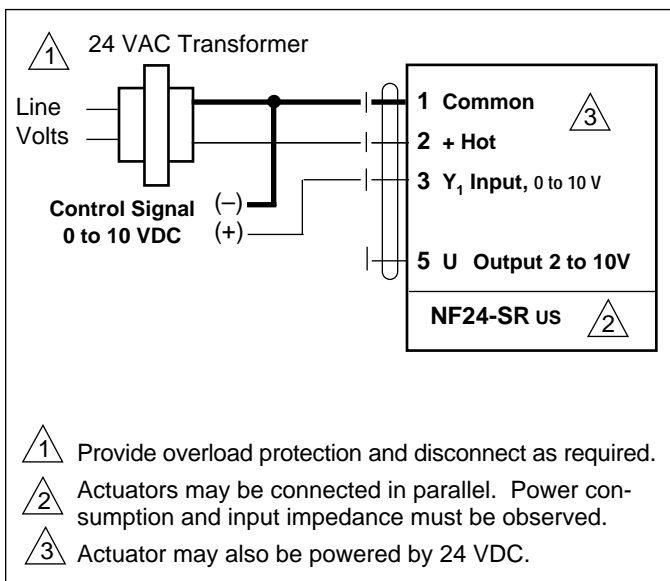 1 24 VAC Transformer
Line
Volts
1 Common
3
2 + Hot
3 Y₁ Input, 0 to 10 V
Control Signal (–)
0 to 10 VDC (+)
5 U Output 2 to 10V
NF24-SR US 2
1 Provide overload protection and disconnect as required.
2 Actuators may be connected in parallel. Power con-
sumption and input impedance must be observed.
3 Actuator may also be powered by 24 VDC.